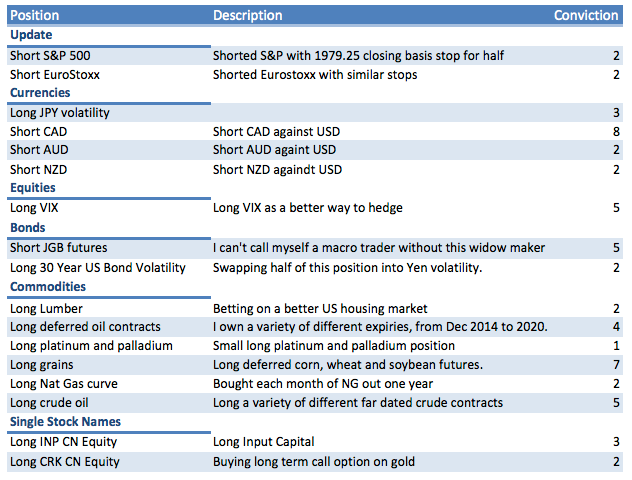 Position Description Conviction
Update
Short S&P 500 Shorted S&P with 1979.25 closing basis stop for half 2
Short EuroStoxx Shorted Eurostoxx with similar stops 2
Currencies
Long JPY volatility 3
Short CAD Short CAD against USD 8
Short AUD Short AUD againt USD 2
Short NZD Short NZD againdt USD 2
Equities
Long VIX Long VIX as a better way to hedge 5
Bonds
Short JGB futures I can't call myself a macro trader without this widow maker 5
Long 30 Year US Bond Volatility Swapping half of this position into Yen volatility. 2
Commodities
Long Lumber Betting on a better US housing market 2
Long deferred oil contracts I own a variety of different expiries, from Dec 2014 to 2020. 4
Long platinum and palladium Small long platinum and palladium position 1
Long grains Long deferred corn, wheat and soybean futures. 7
Long Nat Gas curve Bought each month of NG out one year 2
Long crude oil Long a variety of different far dated crude contracts 5
Single Stock Names
Long INP CN Equity Long Input Capital 3
Long CRK CN Equity Buying long term call option on gold 2